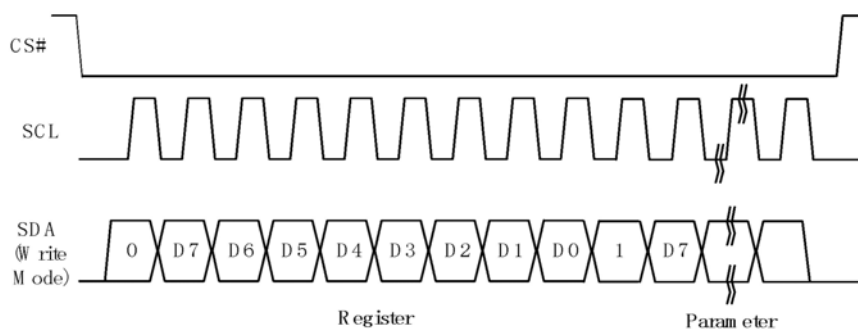 CS#
SCL
SDA
(Write
Mode)
0 D7 D6 D5 D4 D3 D2 D1 D0 1 D7
Register Parameter